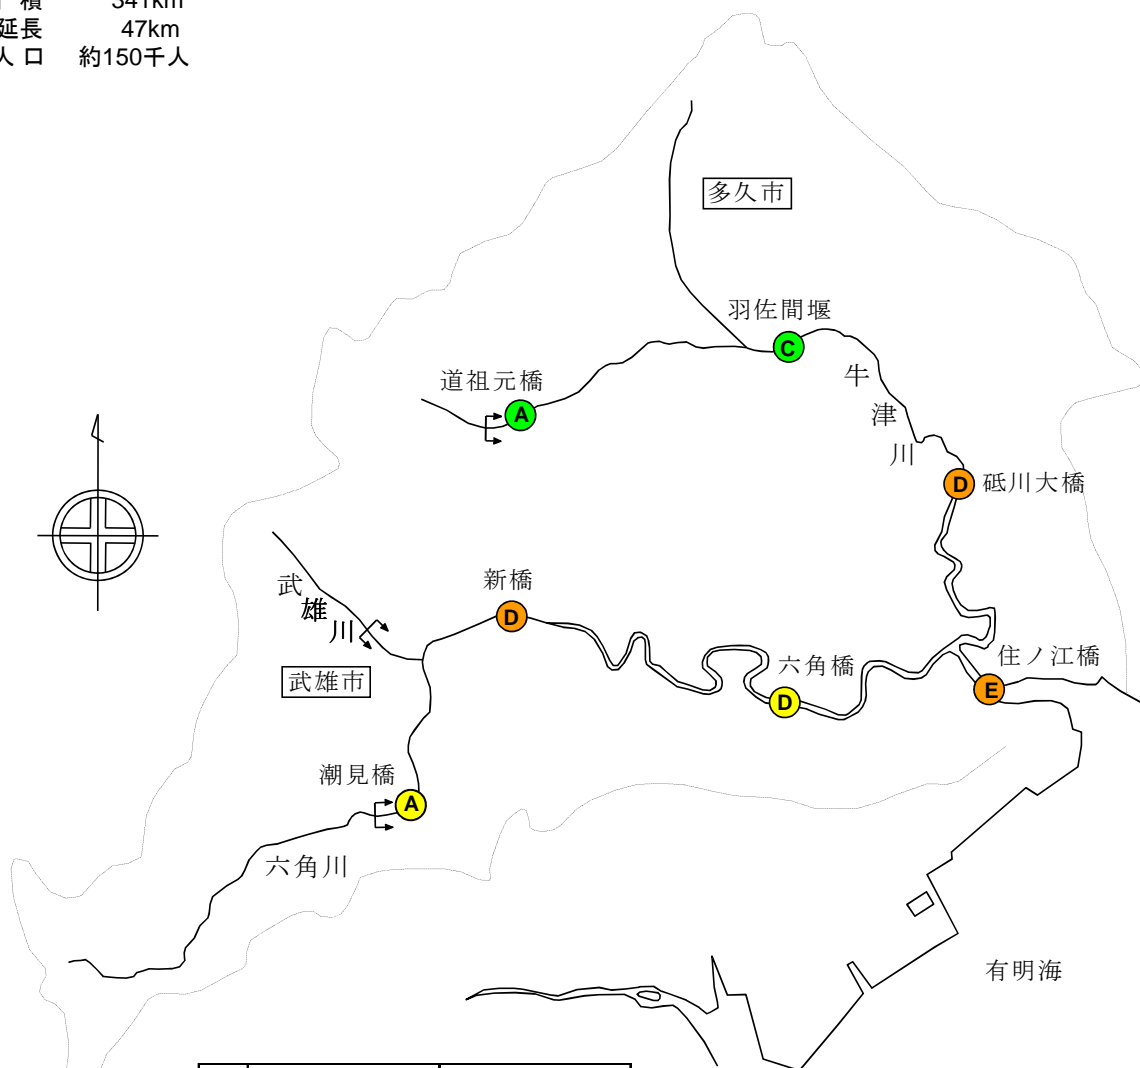 積 341km
延長 47km
人 口 約150千人
多久市
羽佐間堰
C
道祖元橋
A
牛津川
D
砥川大橋
武雄川
新橋
D
武雄市
六角橋
D
住ノ江橋
E
潮見橋
A
六角川
有明海